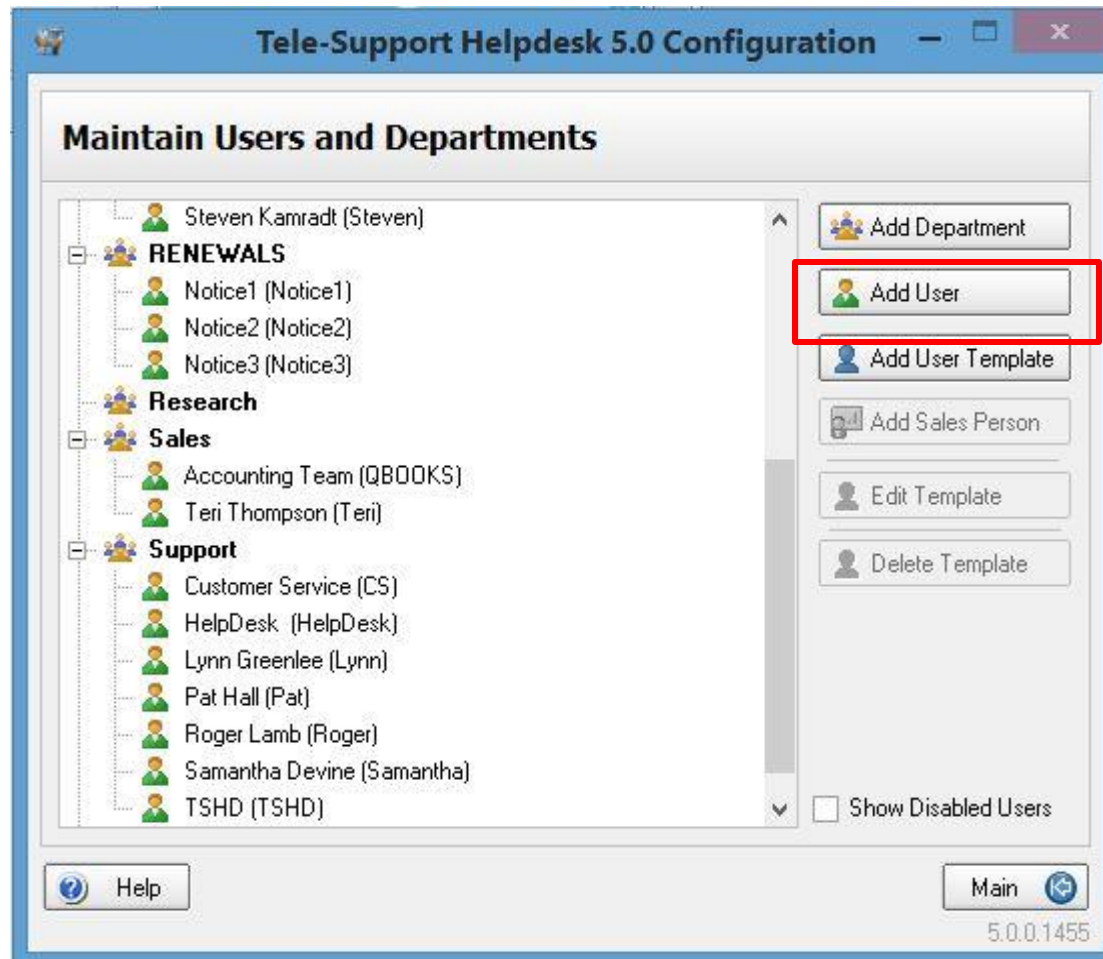 Tele-Support Helpdesk 5.0 Configuration
Maintain Users and Departments
Steven Kamradt (Steven)
RENEWALS
Notice1 (Notice1)
Notice2 (Notice2)
Notice3 (Notice3)
Research
Sales
Accounting Team (QBOOKS)
Teri Thompson (Teri)
Support
Customer Service (CS)
HelpDesk (HelpDesk)
Lynn Greenlee (Lynn)
Pat Hall (Pat)
Roger Lamb (Roger)
Samantha Devine (Samantha)
TSHD (TSHD)
Add Department
Add User
Add User Template
Add Sales Person
Edit Template
Delete Template
Show Disabled Users
Help
Main
5.0.0.1455